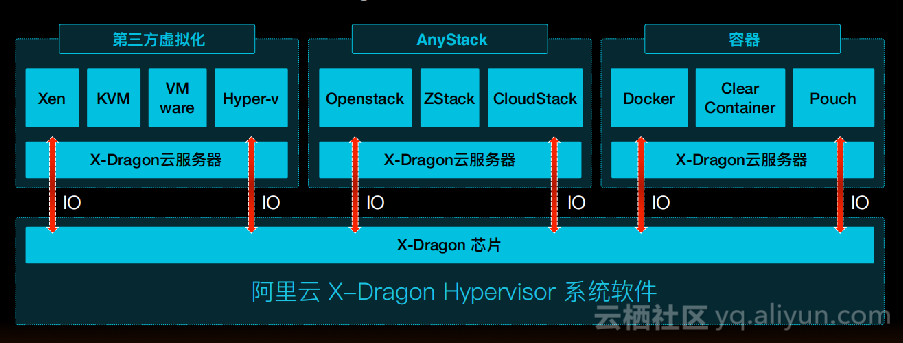 第三方虚拟化
AnyStack
容器
Xen
KVM
VM
ware
Hyper-v
Openstack
ZStack
CloudStack
Docker
Clear
Container
Pouch
X-Dragon云服务器
X-Dragon云服务器
X-Dragon云服务器
IO
IO
IO
IO
IO
IO
X-Dragon 芯片
阿里云 X-Dragon Hypervisor 系统软件
云栖社区 yq.aliyun.com